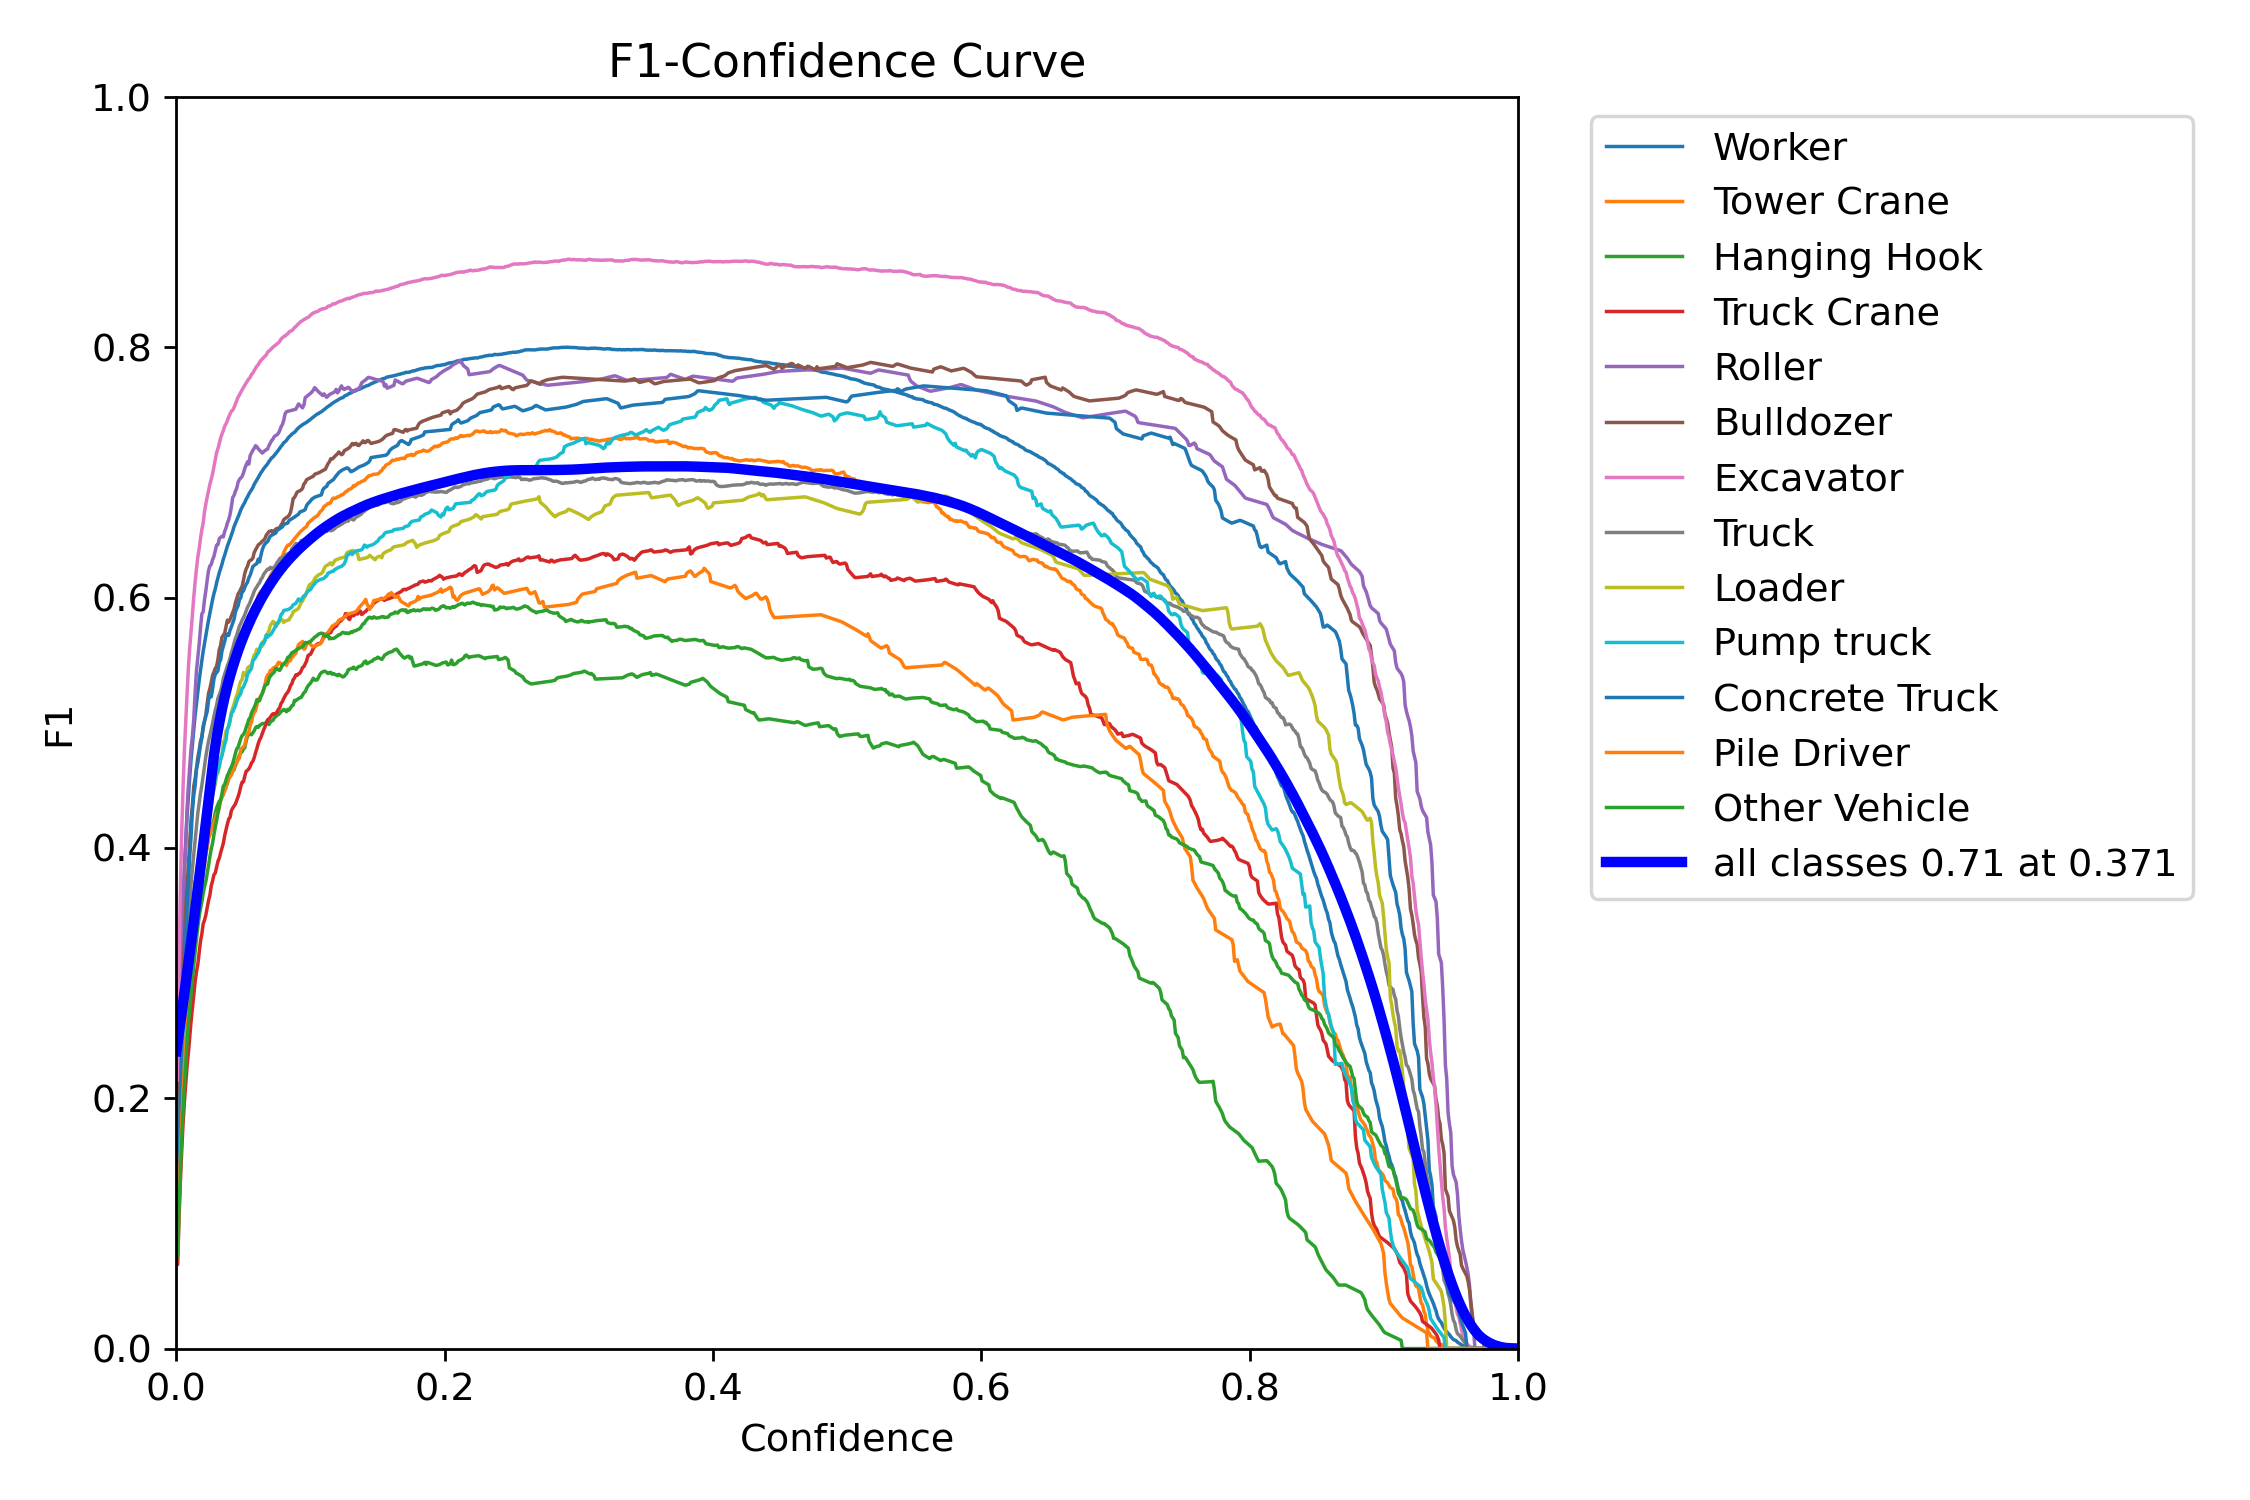 F1-Confidence Curve
1.0
0.8
0.6
0.4
0.2
0.0
F1
0.0 0.2 0.4 0.6 0.8 1.0
Confidence
Worker
Tower Crane
Hanging Hook
Truck Crane
Roller
Bulldozer
Excavator
Truck
Loader
Pump truck
Concrete Truck
Pile Driver
Other Vehicle
all classes 0.71 at 0.371